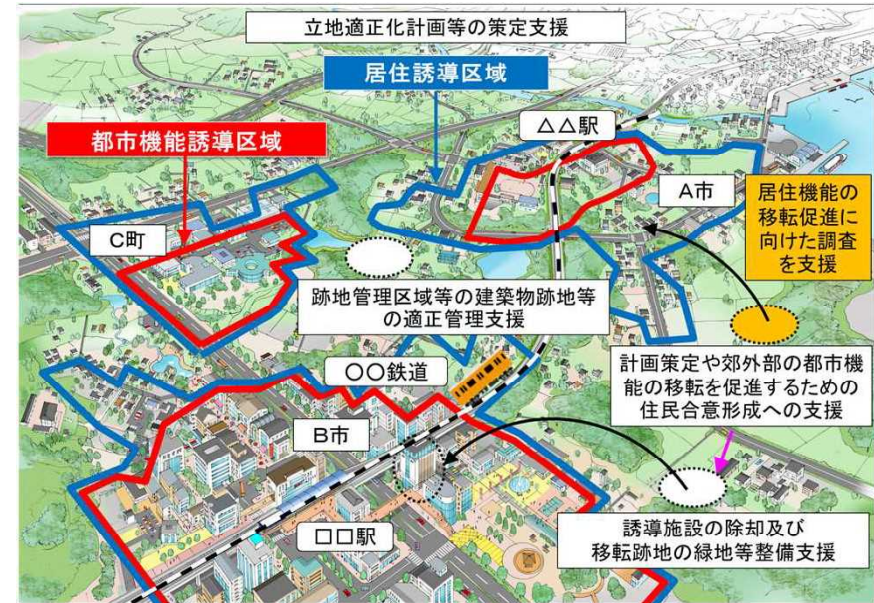 立地適正化計画等の策定支援
居住誘導区域
△△駅
都市機能誘導区域
A市
居住機能の
移転促進に
向けた調査
を支援
C町
跡地管理区域等の建築物跡地等
の適正管理支援
〇〇鉄道
計画策定や郊外部の都市機
能の移転を促進するための
住民合意形成への支援
B市
□□駅
誘導施設の除却及び
移転跡地の緑地等整備支援